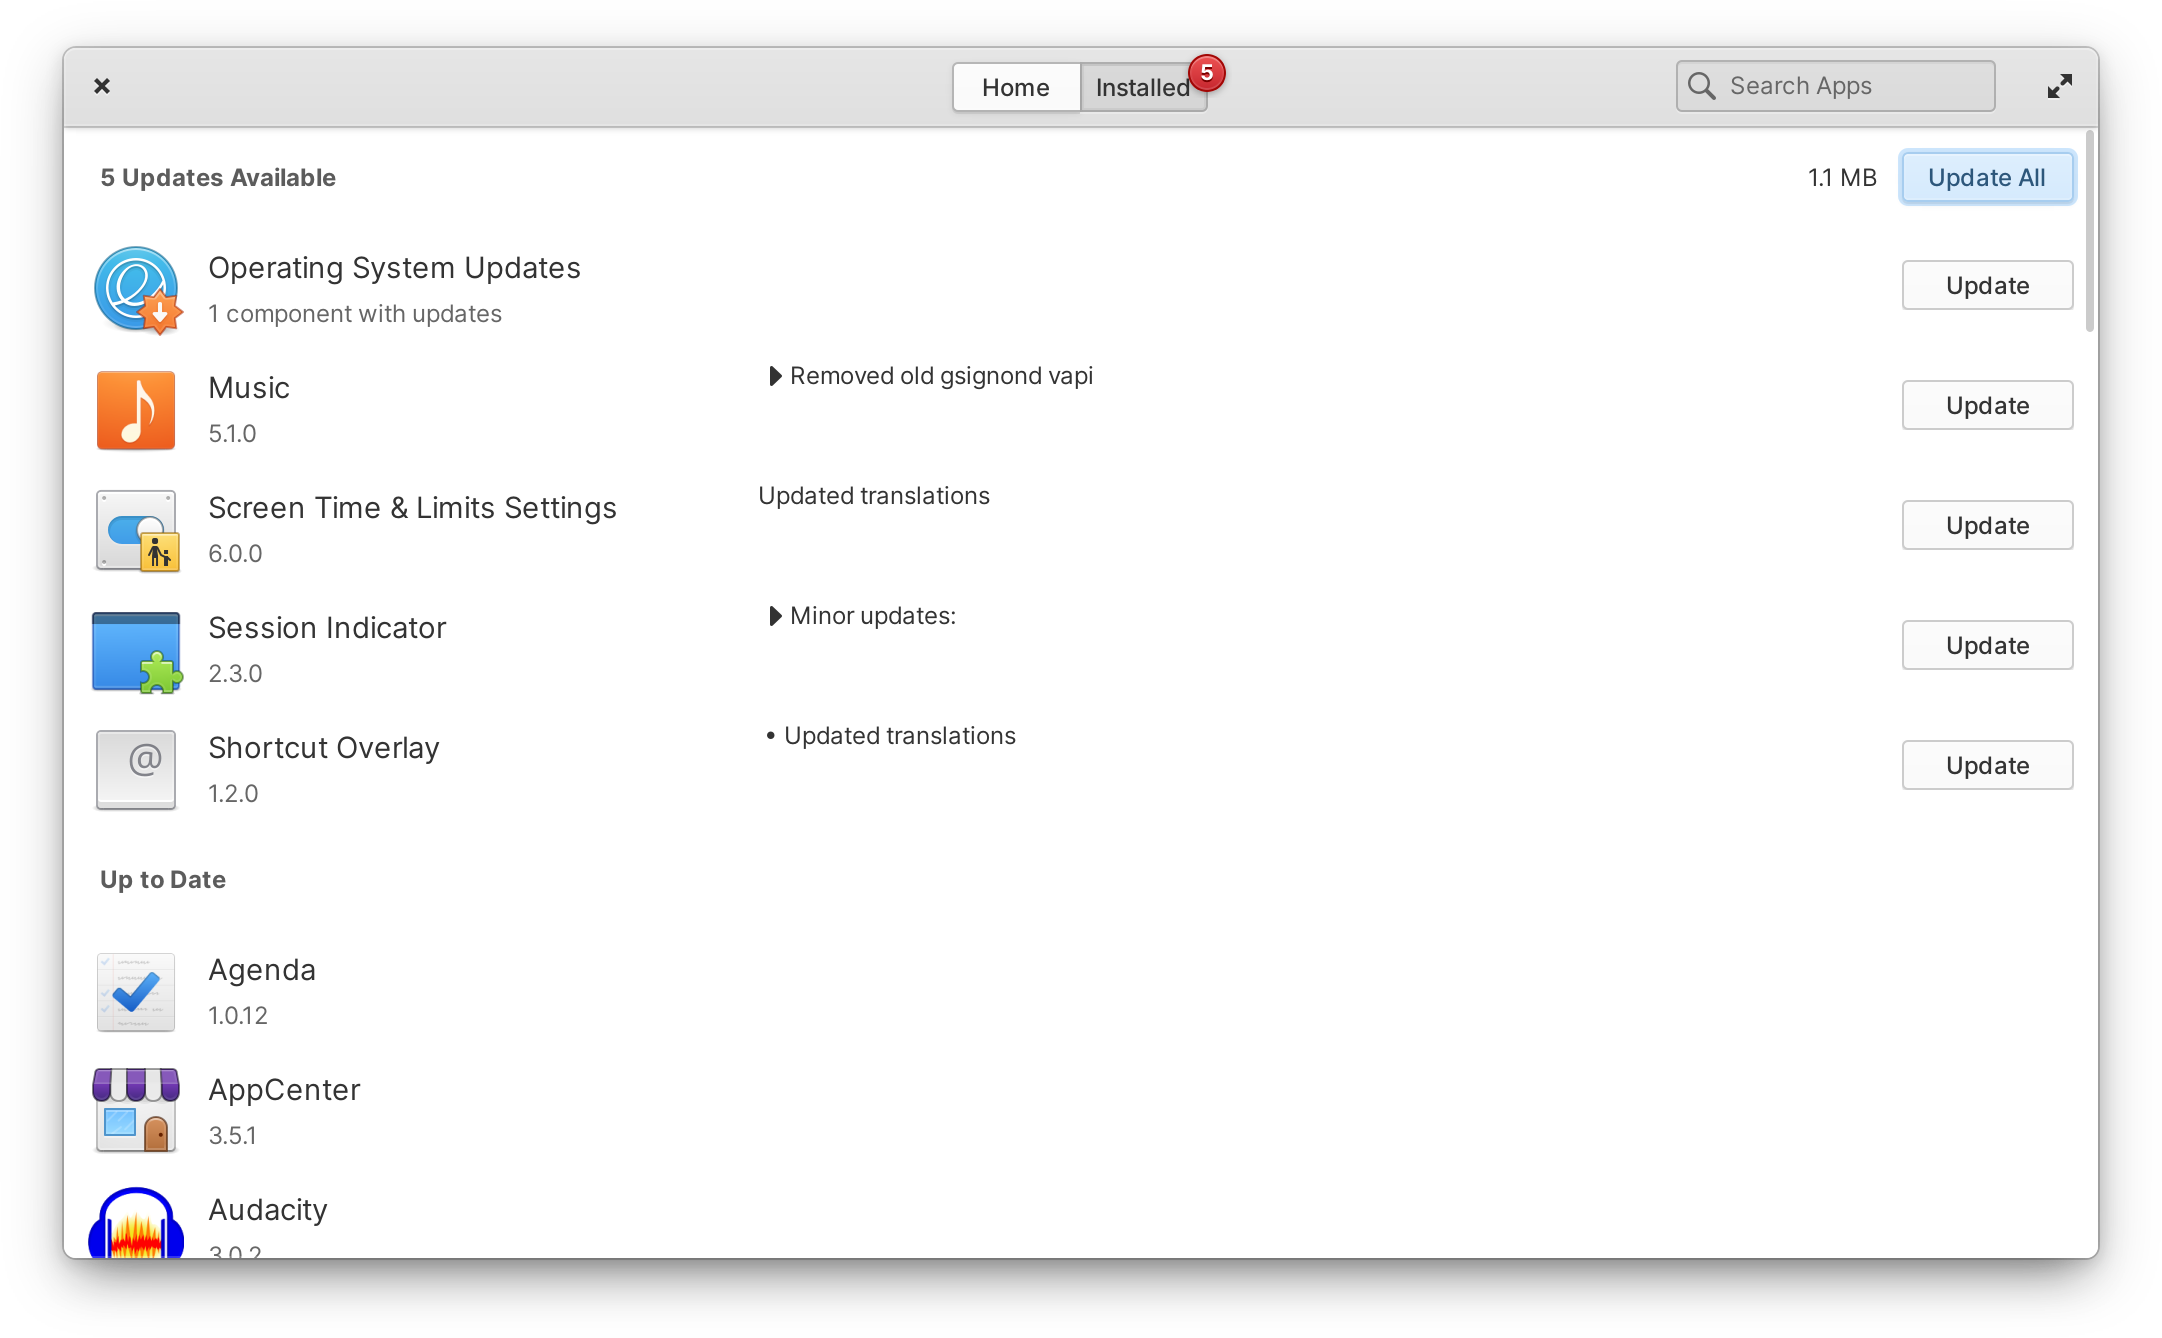 Home
Installed
5
Search Apps
5 Updates Available
1.1 MB
Update All
Operating System Updates
1 component with updates
Update
Music
5.1.0
Removed old gsignond vapi
Update
Screen Time & Limits Settings
6.0.0
Updated translations
Update
Session Indicator
2.3.0
Minor updates:
Update
@
Shortcut Overlay
1.2.0
• Updated translations
Update
Up to Date
Agenda
1.0.12
AppCenter
3.5.1
Audacity
3.0.2